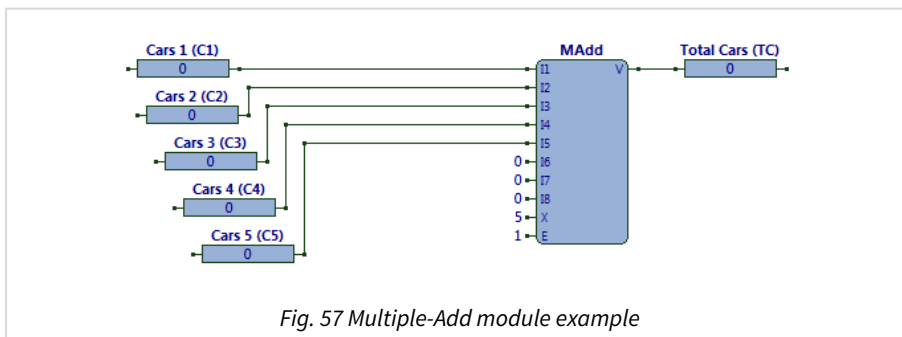 Cars 1 (C1)
0
Cars 2 (C2)
0
Cars 3 (C3)
0
Cars 4 (C4)
0
Cars 5 (C5)
0
MAdd
I1 V
I2
I3
I4
I5
0 I6
0 I7
0 I8
5 X
1 E
Total Cars (TC)
0
Fig. 57 Multiple-Add module example